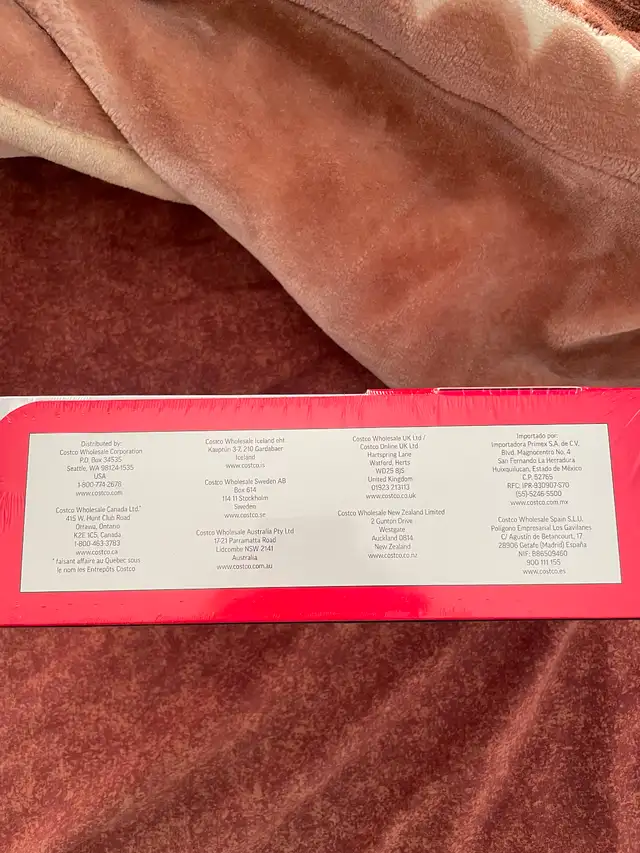 Distributed by:
Costco Wholesale Corporation
P.O. Box 34535
Seattle, WA 98124-1535
USA
1-800-774-2678
www.costco.com
Costco Wholesale Canada Ltd.*
415 W. Hunt Club Road
Ottawa, Ontario
K2E 1C5, Canada
1-800-463-3783
www.costco.ca
* faisant affaire au Québec sous
le nom les Entrepôts Costco
Costco Wholesale Iceland ehf.
Kauptún 3-7, 210 Gardabaer
Iceland
www.costco.is
Costco Wholesale Sweden AB
Box 614
114 11 Stockholm
Sweden
www.costco.se
Costco Wholesale Australia Pty Ltd
17-21 Parramatta Road
Lidcombe NSW 2141
Australia
www.costco.com.au
Costco Wholesale UK Ltd /
Costco Online UK Ltd
Hartspring Lane
Watford, Herts
WD25 8JS
United Kingdom
01923 213113
www.costco.co.uk
Costco Wholesale New Zealand Limited
2 Gunton Drive
Westgate
Auckland 0814
New Zealand
www.costco.co.nz
Importado por:
Importadora Primex S.A. de C.V.
Blvd. Magnocentro No. 4
San Fernando La Herradura
Huixquilucan, Estado de México
C.P. 52765
RFC: IPR-930907-S70
(55)-5246-5500
www.costco.com.mx
Costco Wholesale Spain S.L.U.
Polígono Empresarial Los Gavilanes
C/ Agustín de Betancourt, 17
28906 Getafe (Madrid) España
NIF: B86509460
900 111 155
www.costco.es